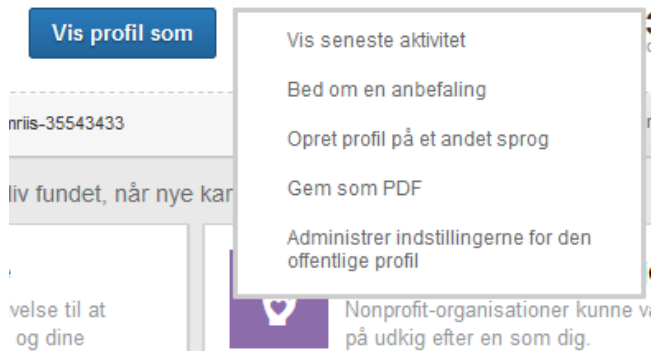 Vis profil som
Vis seneste aktivitet
Bed om en anbefaling
Opret profil på et andet sprog
Gem som PDF
Administrer indstillingerne for den
offentlige profil
riis-35543433
liv fundet, når nye kar
velse til at
og dine
Nonprofit-organisationer kunne
på udkig efter en som dig.